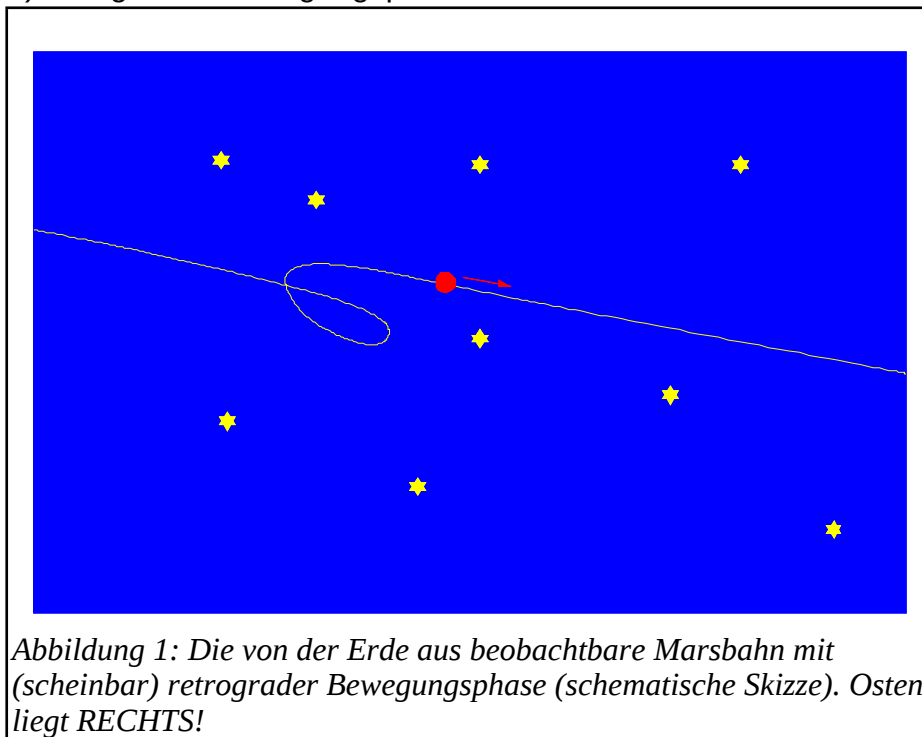 Abbildung 1: Die von der Erde aus beobachtbare Marsbahn mit
(scheinbar) retrograder Bewegungsphase (schematische Skizze). Osten
liegt RECHTS!